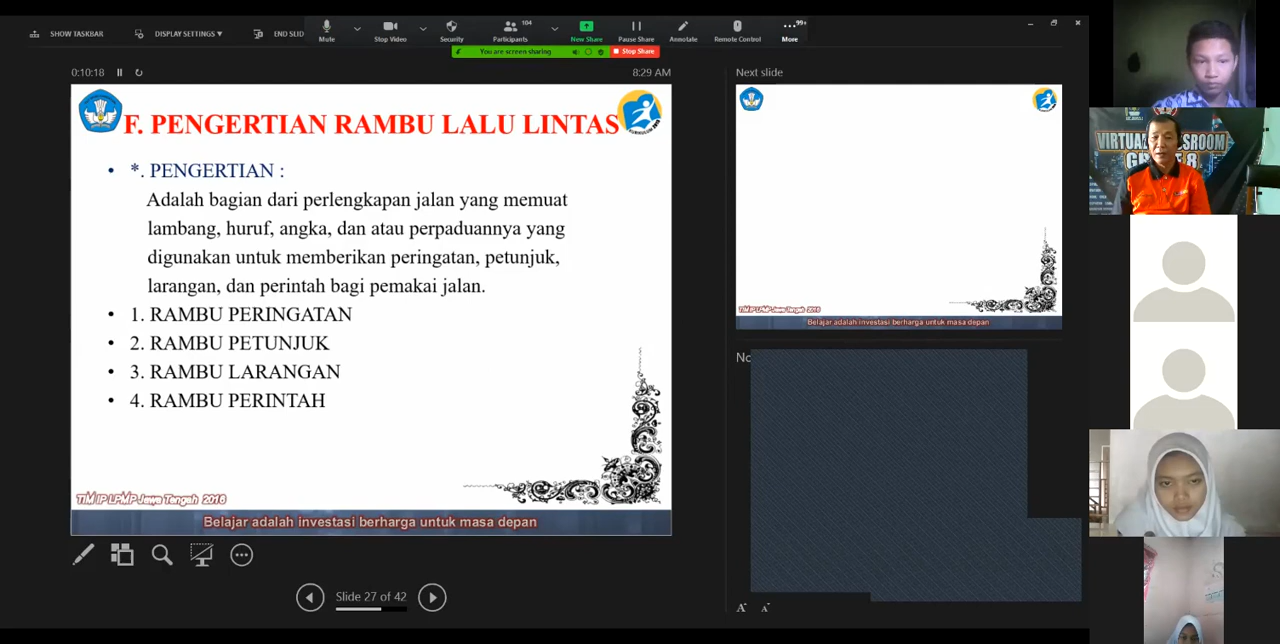 SHOW TASKBAR
DISPLAY SETTINGS ▼
END SLID
Mute
Stop Video
Security
104
Participants
New Share
Pause Share
Annotate
Remote Control
99+
More
You are screen sharing
Stop Share
0:10:18
8:29 AM
F. PENGERTIAN RAMBU LALU LINTAS
• *. PENGERTIAN :
Adalah bagian dari perlengkapan jalan yang memuat
lambang, huruf, angka, dan atau perpaduannya yang
digunakan untuk memberikan peringatan, petunjuk,
larangan, dan perintah bagi pemakai jalan.
• 1. RAMBU PERINGATAN
• 2. RAMBU PETUNJUK
• 3. RAMBU LARANGAN
• 4. RAMBU PERINTAH
TIM IP LPMP Jawa Tengah 2016
Belajar adalah investasi berharga untuk masa depan
Slide 27 of 42
Next slide
TIM IP LPMP Jawa Tengah 2016
Belajar adalah investasi berharga untuk masa depan
No
A A
VIRTUAL